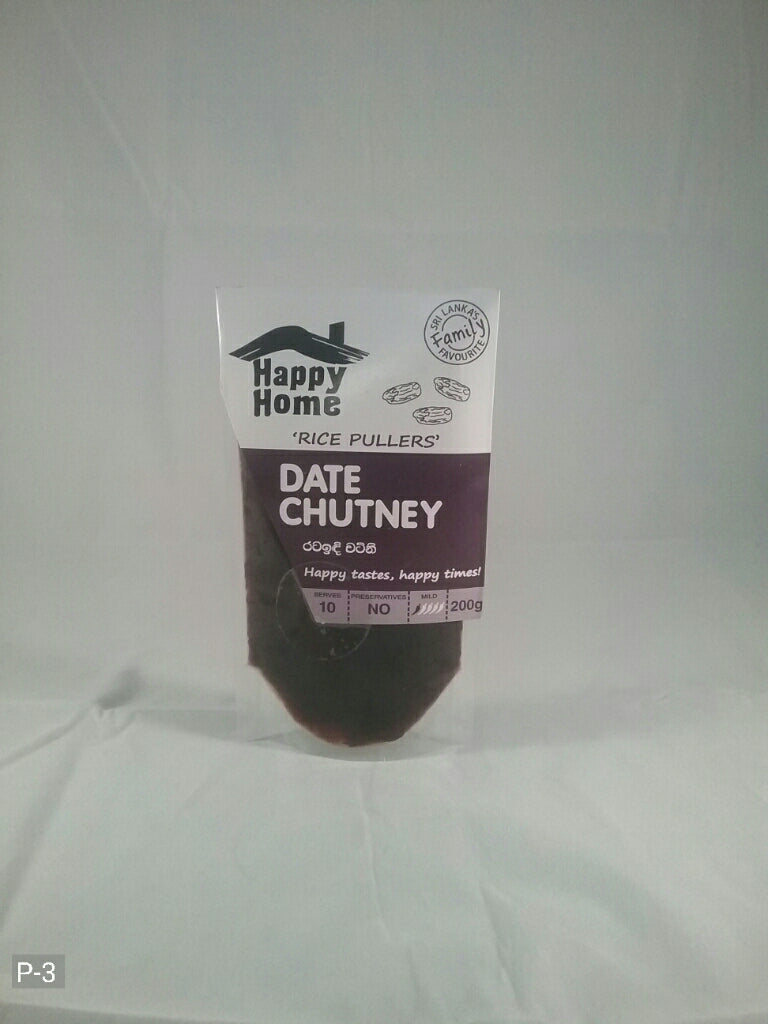 SRI LANKA'S
Family
FAVOURITE
Happy
Home
'RICE PULLERS'
DATE
CHUTNEY
රටඉඳි චට්නි
Happy tastes, happy times!
SERVES
10
PRESERVATIVES
NO
MILD
200g
P-3